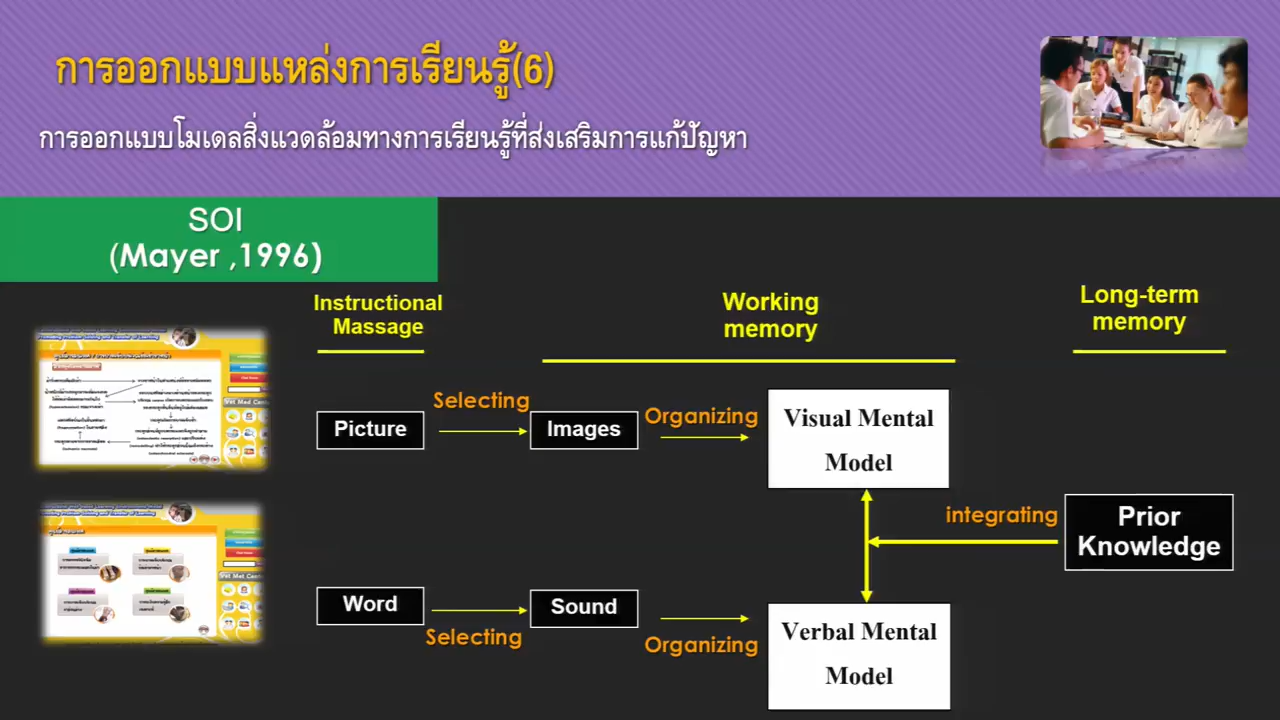 การออกแบบแหล่งการเรียนรู้(6)
การออกแบบโมเดลสิ่งแวดล้อมทางการเรียนรู้ที่ส่งเสริมการแก้ปัญหา
SOI
(Mayer ,1996)
Instructional
Massage
Working
memory
Long-term
memory
Picture
Selecting
Images
Organizing
Visual Mental
Model
integrating
Prior
Knowledge
Word
Selecting
Sound
Organizing
Verbal Mental
Model